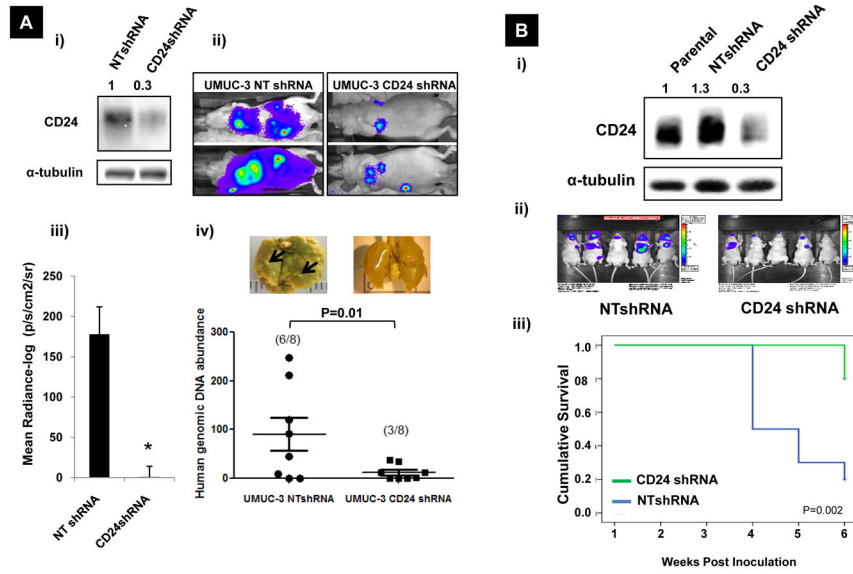 A
i)
NTshRNA
CD24shRNA
1 0.3
CD24
α-tubulin
ii)
UMUC-3 NT shRNA
UMUC-3 CD24 shRNA
iii)
Mean Radiance-log (p/s/cm2/sr)
250
200
150
100
50
0
*
NT shRNA
CD24shRNA
iv)
P=0.01
Human genomic DNA abundance
300
200
100
0
(6/8)
(3/8)
UMUC-3 NTshRNA
UMUC-3 CD24 shRNA
B
i)
Parental
NTshRNA
CD24 shRNA
1 1.3 0.3
CD24
α-tubulin
ii)
NTshRNA
CD24 shRNA
iii)
Cumulative Survival
1.0
08
0.6
0.4
0.2
0.0
CD24 shRNA
NTshRNA
P=0.002
1 2 3 4 5 6
Weeks Post Inoculation